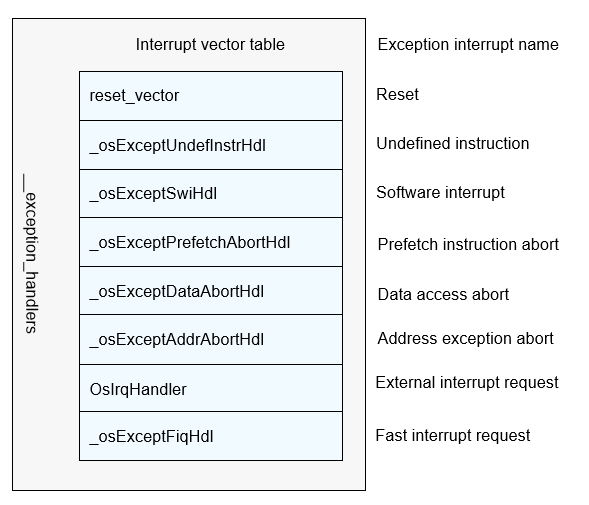 Interrupt vector table Exception interrupt name
reset_vector Reset
_osExceptUndefInstrHdl Undefined instruction
_osExceptSwiHdl Software interrupt
_osExceptPrefetchAbortHdl Prefetch instruction abort
_osExceptDataAbortHdl Data access abort
_osExceptAddrAbortHdl Address exception abort
OsIrqHandler External interrupt request
_osExceptFiqHdl Fast interrupt request
__exception_handlers